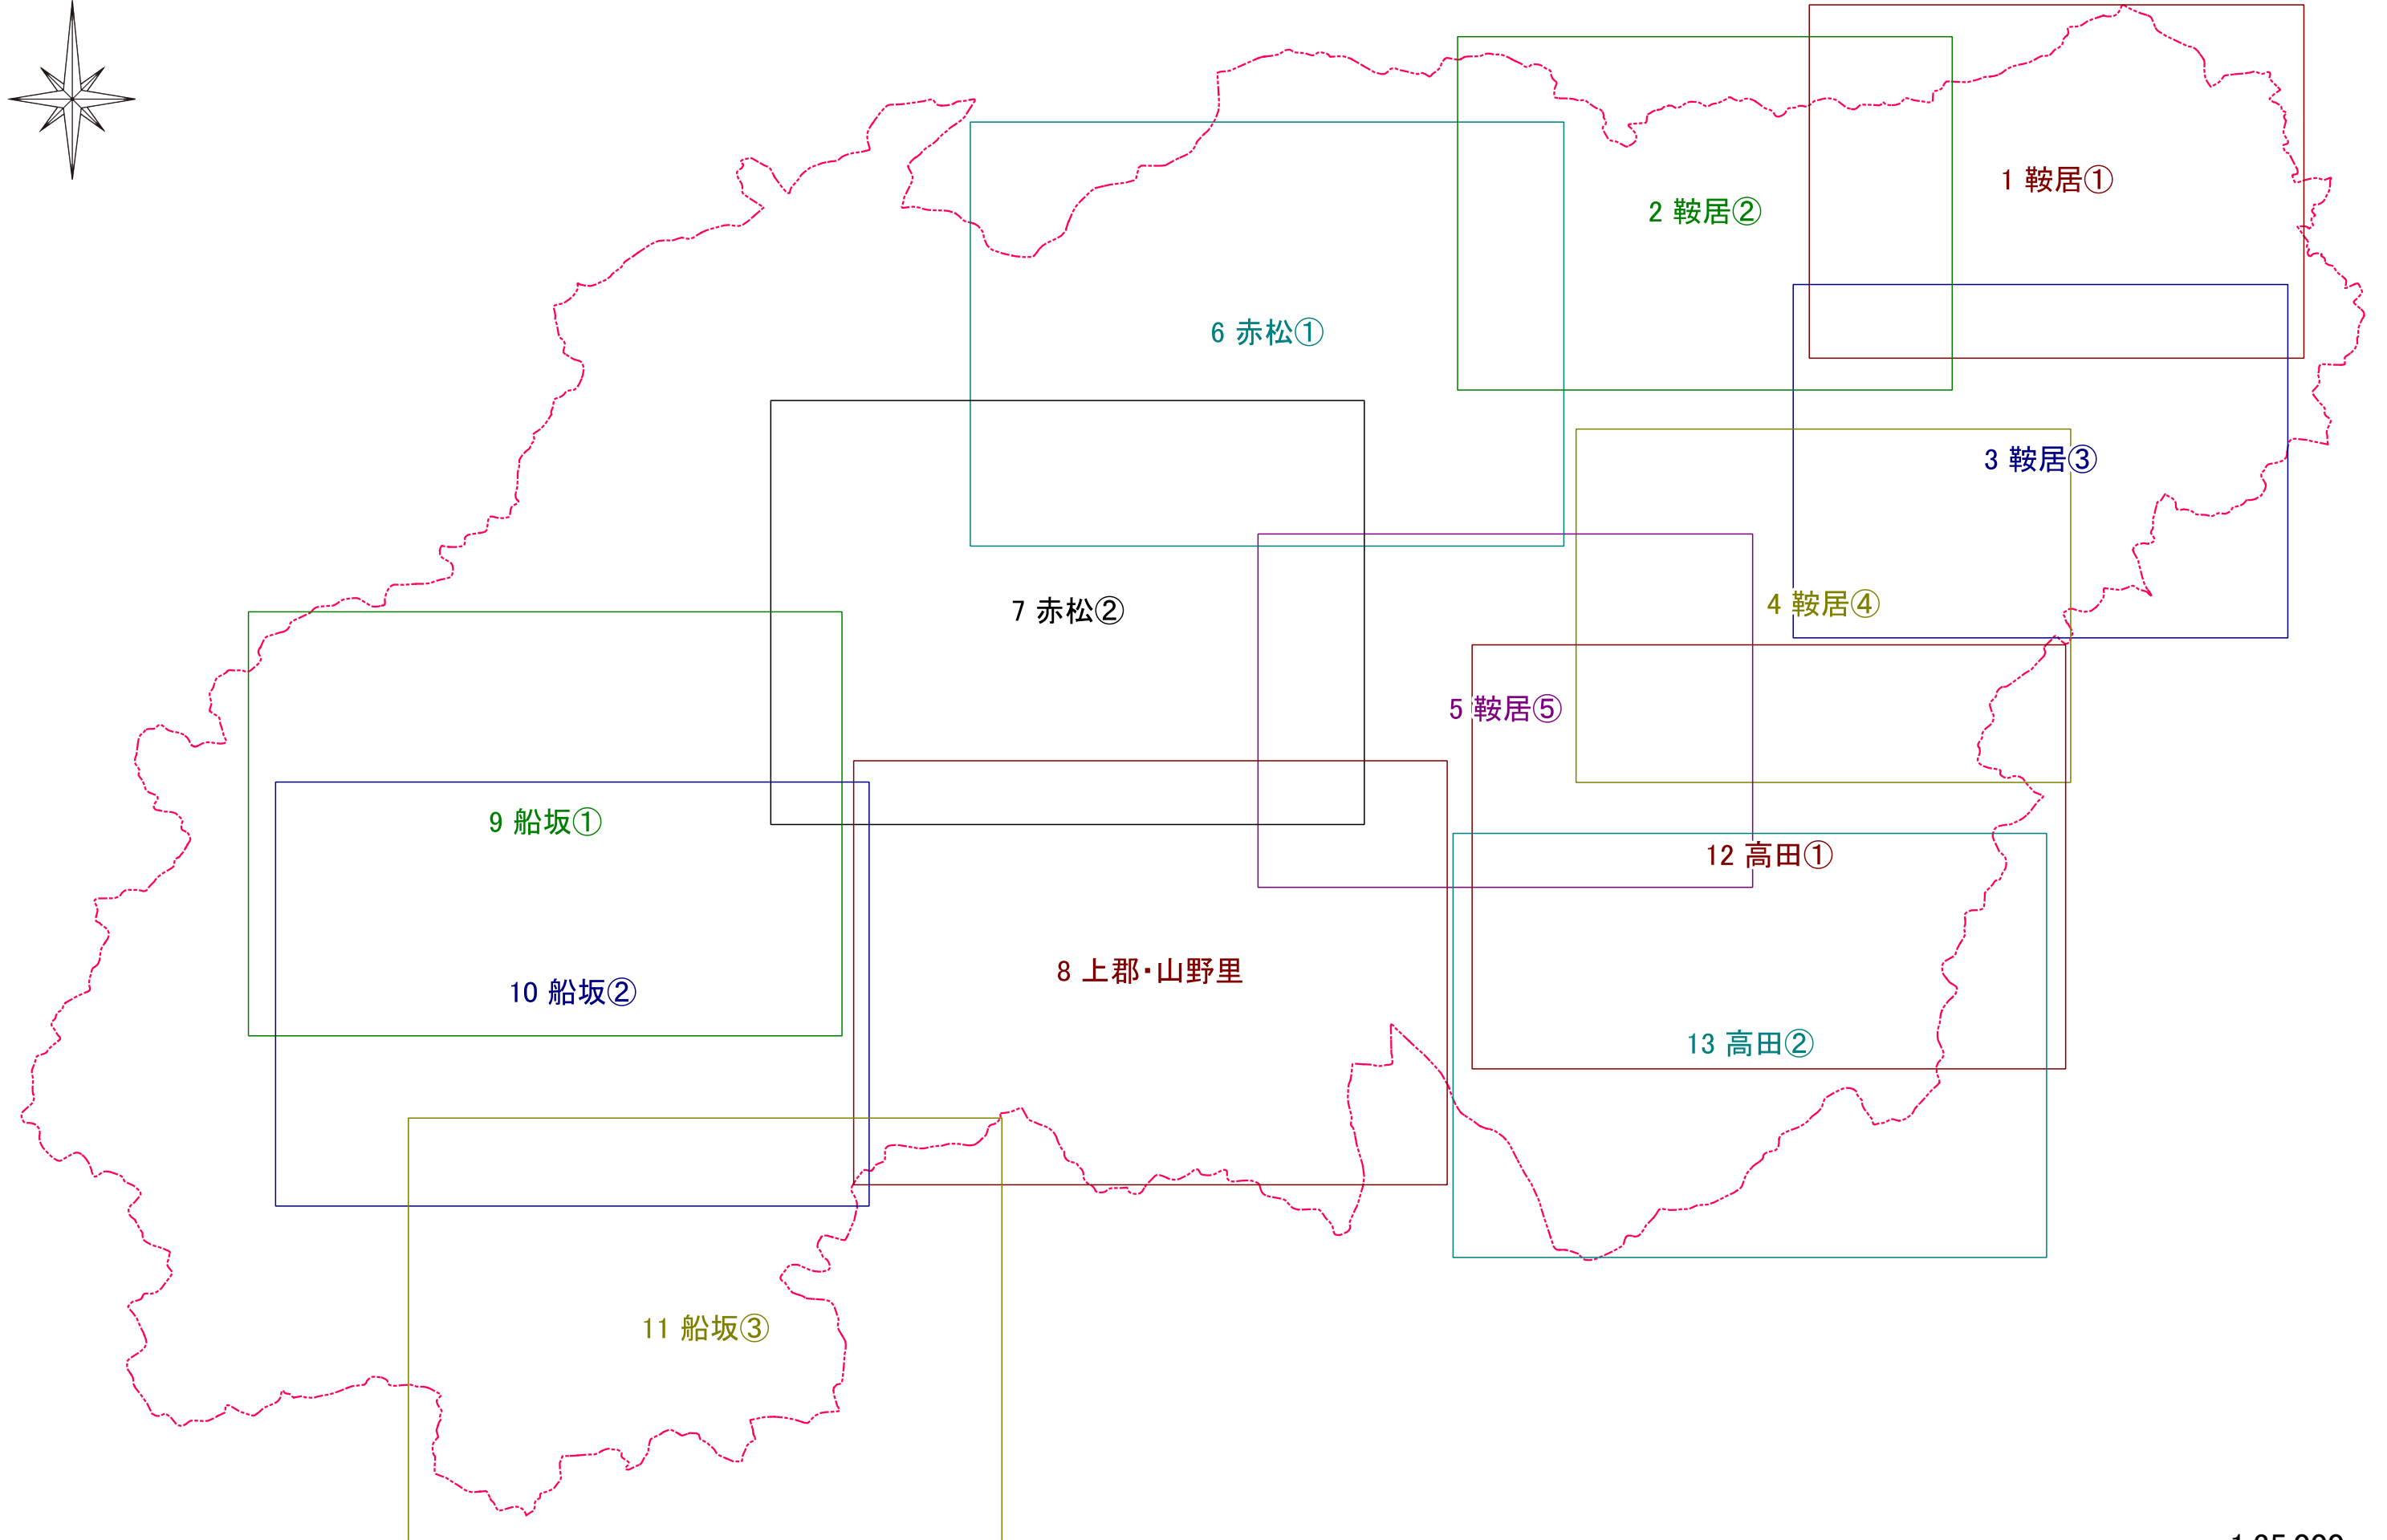 1 鞍居①
2 鞍居②
6 赤松①
3 鞍居③
4 鞍居④
7 赤松②
5 鞍居⑤
9 船坂①
12 高田①
8 上郡・山野里
10 船坂②
13 高田②
11 船坂③